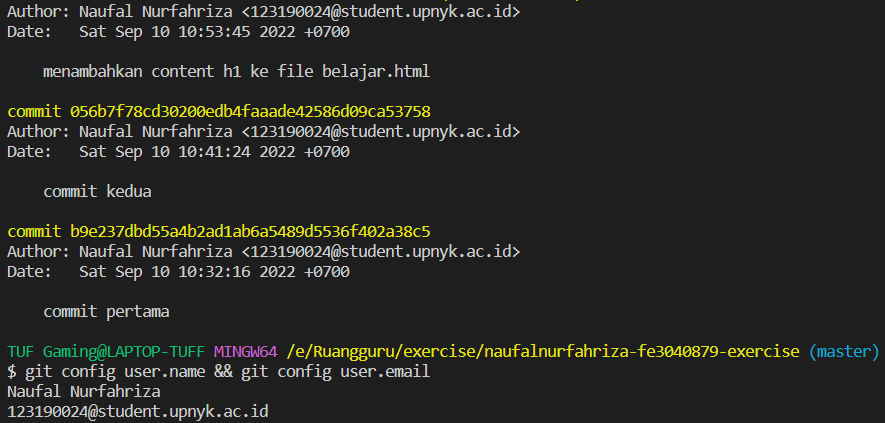 Author: Naufal Nurfahriza <123190024@student.upnyk.ac.id>
Date:   Sat Sep 10 10:53:45 2022 +0700
    menambahkan content h1 ke file belajar.html
commit 056b7f78cd30200edb4faaade42586d09ca53758
Author: Naufal Nurfahriza <123190024@student.upnyk.ac.id>
Date:   Sat Sep 10 10:41:24 2022 +0700
    commit kedua
commit b9e237dbd55a4b2ad1ab6a5489d5536f402a38c5
Author: Naufal Nurfahriza <123190024@student.upnyk.ac.id>
Date:   Sat Sep 10 10:32:16 2022 +0700
    commit pertama
TUF Gaming@LAPTOP-TUFF MINGW64 /e/Ruangguru/exercise/naufalnurfahriza-fe3040879-exercise (master)
$ git config user.name && git config user.email
Naufal Nurfahriza
123190024@student.upnyk.ac.id